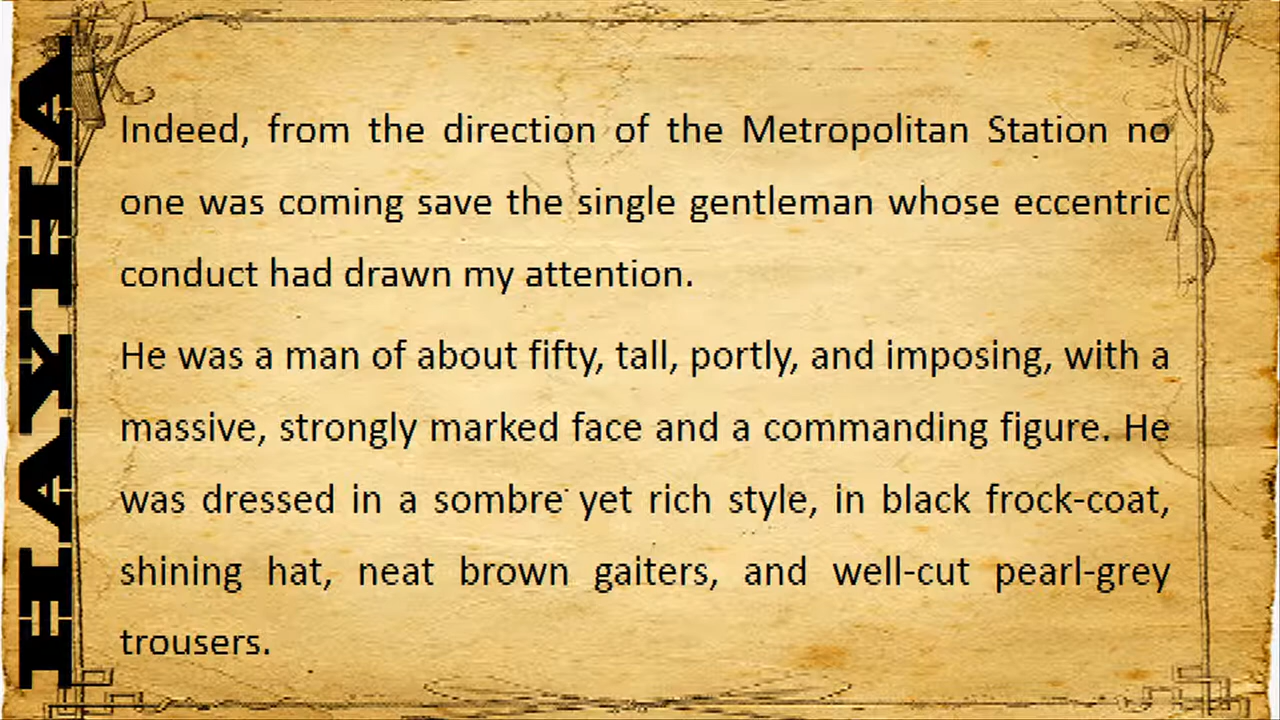 HAYHA
Indeed, from the direction of the Metropolitan Station no
one was coming save the single gentleman whose eccentric
conduct had drawn my attention.
He was a man of about fifty, tall, portly, and imposing, with a
massive, strongly marked face and a commanding figure. He
was dressed in a sombre yet rich style, in black frock-coat,
shining hat, neat brown gaiters, and well-cut pearl-grey
trousers.